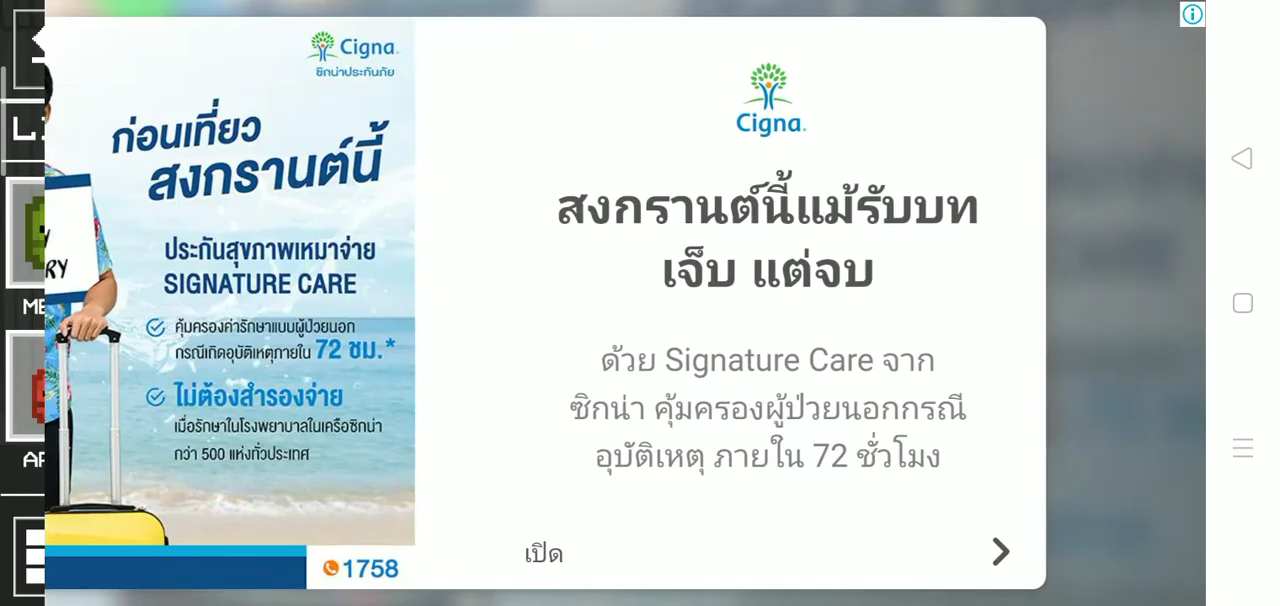 Cigna.
ซิกน่าประกันภัย
ก่อนเที่ยว
สงกรานต์นี้
ประกันสุขภาพเหมาจ่าย
SIGNATURE CARE
คุ้มครองค่ารักษาแบบผู้ป่วยนอก
กรณีเกิดอุบัติเหตุภายใน 72 ชม.*
ไม่ต้องสำรองจ่าย
เมื่อรักษาในโรงพยาบาลในเครือซิกน่า
กว่า 500 แห่งทั่วประเทศ
1758
Cigna.
สงกรานต์นี้แม้รับบท
เจ็บ แต่จบ
ด้วย Signature Care จาก
ซิกน่า คุ้มครองผู้ป่วยนอกกรณี
อุบัติเหตุ ภายใน 72 ชั่วโมง
เปิด